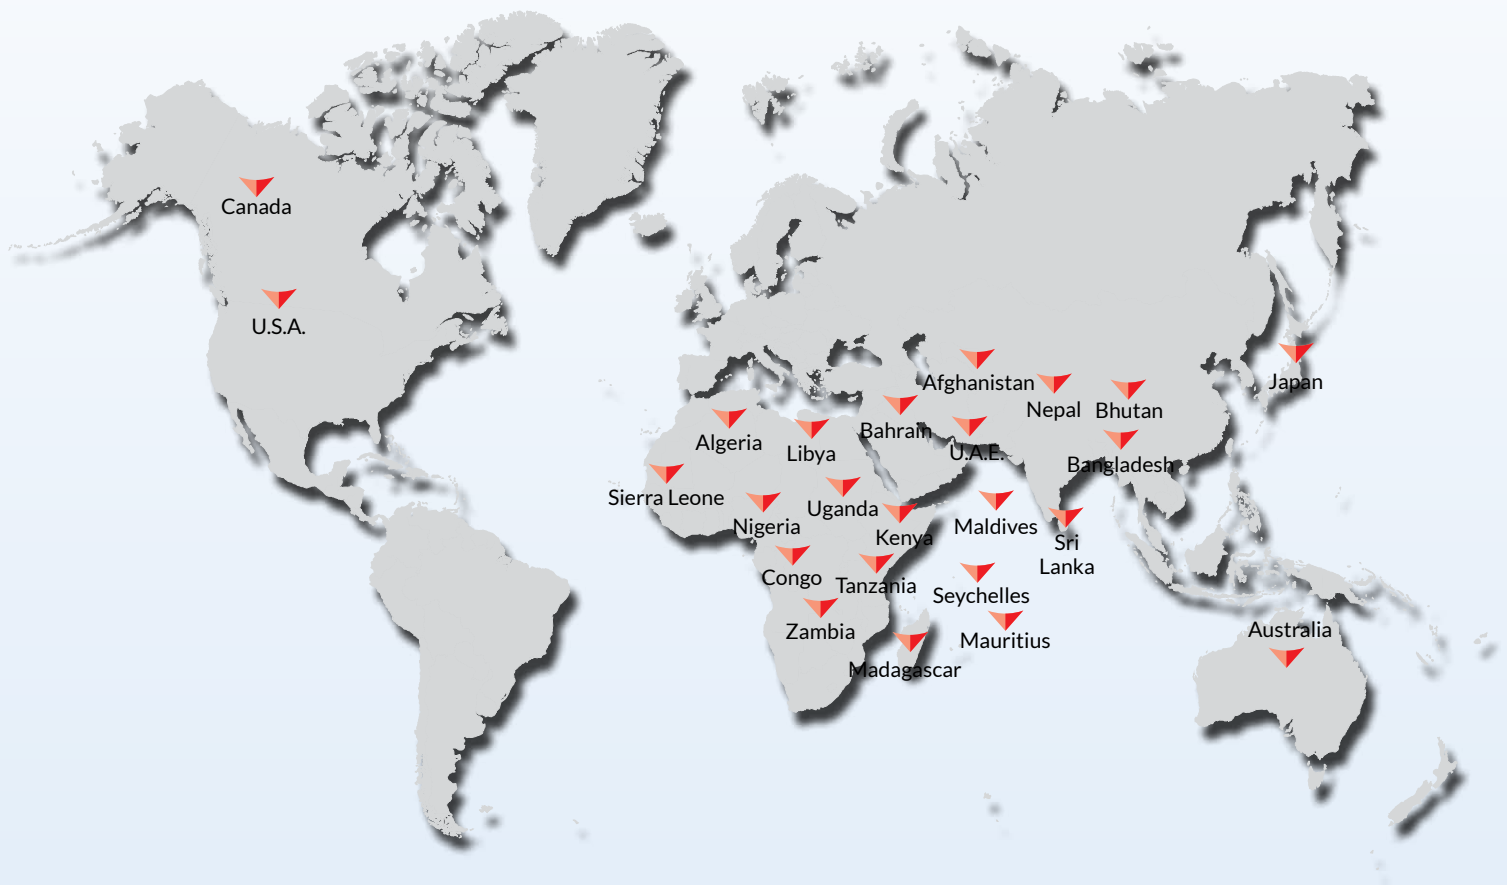 Canada
U.S.A.
Afghanistan
Japan
Nepal
Bhutan
Bahrain
Algeria
Libya
U.A.E.
Bangladesh
Sierra Leone
Uganda
Nigeria
Maldives
Kenya
Sri
Lanka
Congo
Tanzania
Seychelles
Zambia
Australia
Mauritius
Madagascar